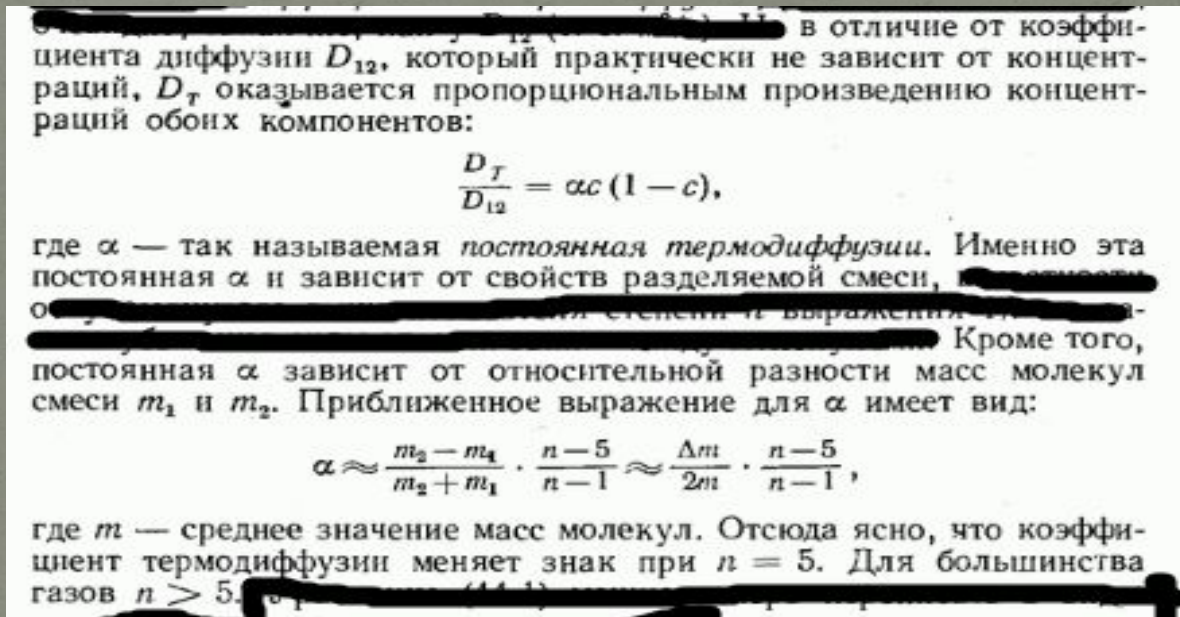 в отличие от коэффи-
циента диффузии D₁₂, который практически не зависит от концент-
раций, D_T оказывается пропорциональным произведению концент-
раций обоих компонентов:
D_T / D₁₂ = αc (1 — c),
где α — так называемая постоянная термодиффузии. Именно эта
постоянная α и зависит от свойств разделяемой смеси,
выражения
Кроме того,
постоянная α зависит от относительной разности масс молекул
смеси m₁ и m₂. Приближенное выражение для α имеет вид:
α ≈ (m₂ — m₁) / (m₂ + m₁) · (n — 5) / (n — 1) ≈ Δm / 2m · (n — 5) / (n — 1) ,
где m — среднее значение масс молекул. Отсюда ясно, что коэффи-
циент термодиффузии меняет знак при n = 5. Для большинства
газов n > 5.